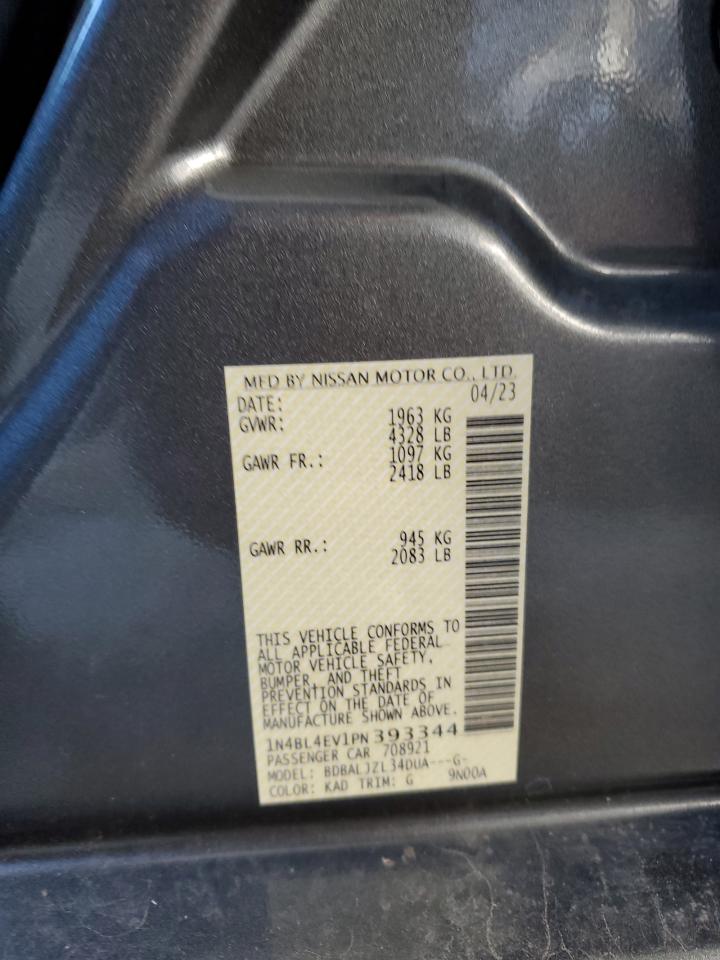 MFD BY NISSAN MOTOR CO., LTD.
DATE: 04/23
GVWR: 1963 KG
4328 LB
GAWR FR.: 1097 KG
2418 LB
GAWR RR.: 945 KG
2083 LB
THIS VEHICLE CONFORMS TO
ALL APPLICABLE FEDERAL
MOTOR VEHICLE SAFETY,
BUMPER, AND THEFT
PREVENTION STANDARDS IN
EFFECT ON THE DATE OF
MANUFACTURE SHOWN ABOVE.
1N4BL4EV1PN393344
PASSENGER CAR 708921
MODEL: BDBALJZL34DUA---G-
COLOR: KAD TRIM: G 9N00A